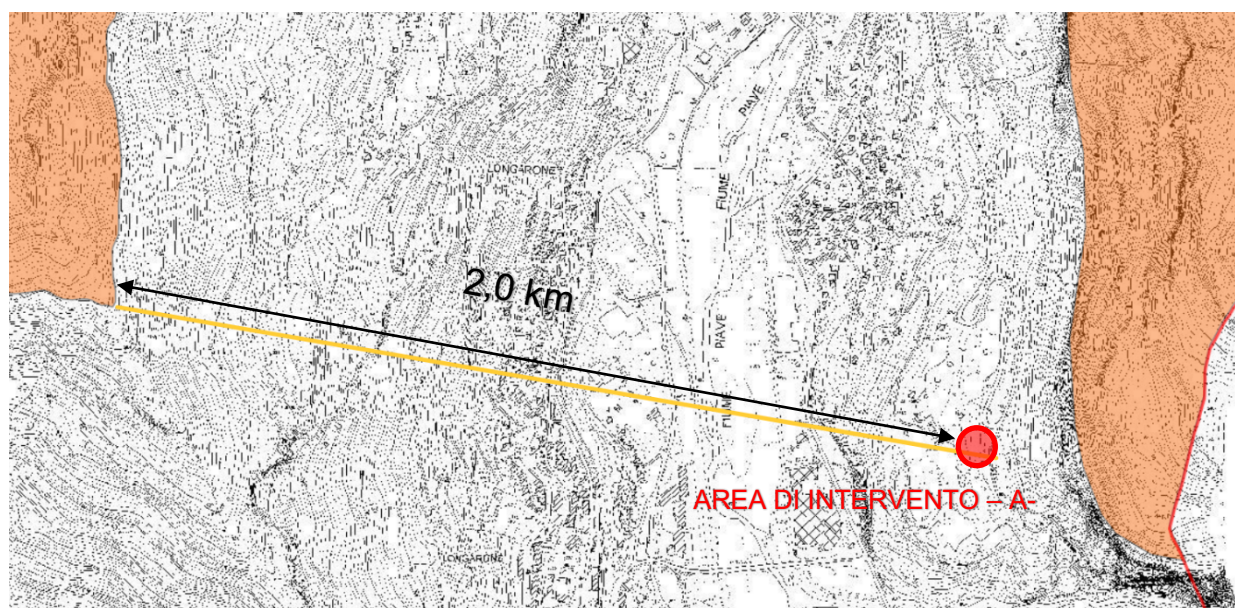 PIAVE
LONGARONE
FIUME
2,0 km
PIAVE
FIUME
AREA DI INTERVENTO – A-
LONGARONE